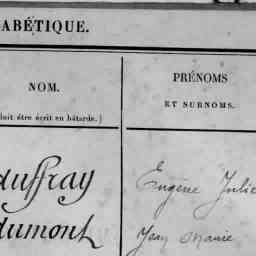 ABÉTIQUE.
NOM. PRÉNOMS
ET SURNOMS.
doit être écrit en bâtarde.)
duffray Eugène Julie
dumont Jean Marie